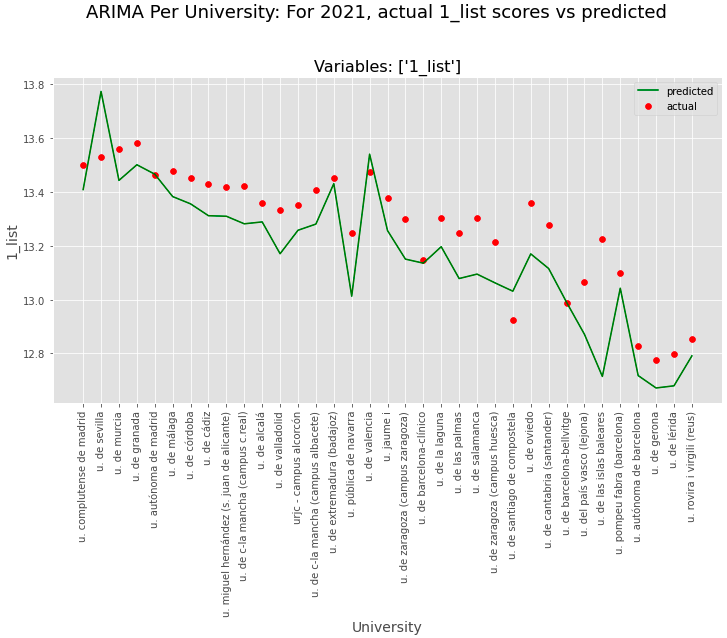 ARIMA Per University: For 2021, actual 1_list scores vs predicted
Variables: ['1_list']
predicted
actual
1_list
13.8
13.6
13.4
13.2
13.0
12.8
u. complutense de madrid
u. de sevilla
u. de murcia
u. de granada
u. autónoma de madrid
u. de málaga
u. de córdoba
u. de cádiz
u. miguel hernández (s. juan de alicante)
u. de c-la mancha (campus c.real)
u. de alcalá
u. de valladolid
urjc - campus alcorcón
u. de c-la mancha (campus albacete)
u. de extremadura (badajoz)
u. pública de navarra
u. de valencia
u. jaume i
u. de zaragoza (campus zaragoza)
u. de barcelona-clínico
u. de la laguna
u. de las palmas
u. de salamanca
u. de zaragoza (campus huesca)
u. de santiago de compostela
u. de oviedo
u. de cantabria (santander)
u. de barcelona-bellvitge
u. del país vasco (lejona)
u. de las islas baleares
u. pompeu fabra (barcelona)
u. autónoma de barcelona
u. de gerona
u. de lérida
u. rovira i virgili (reus)
University